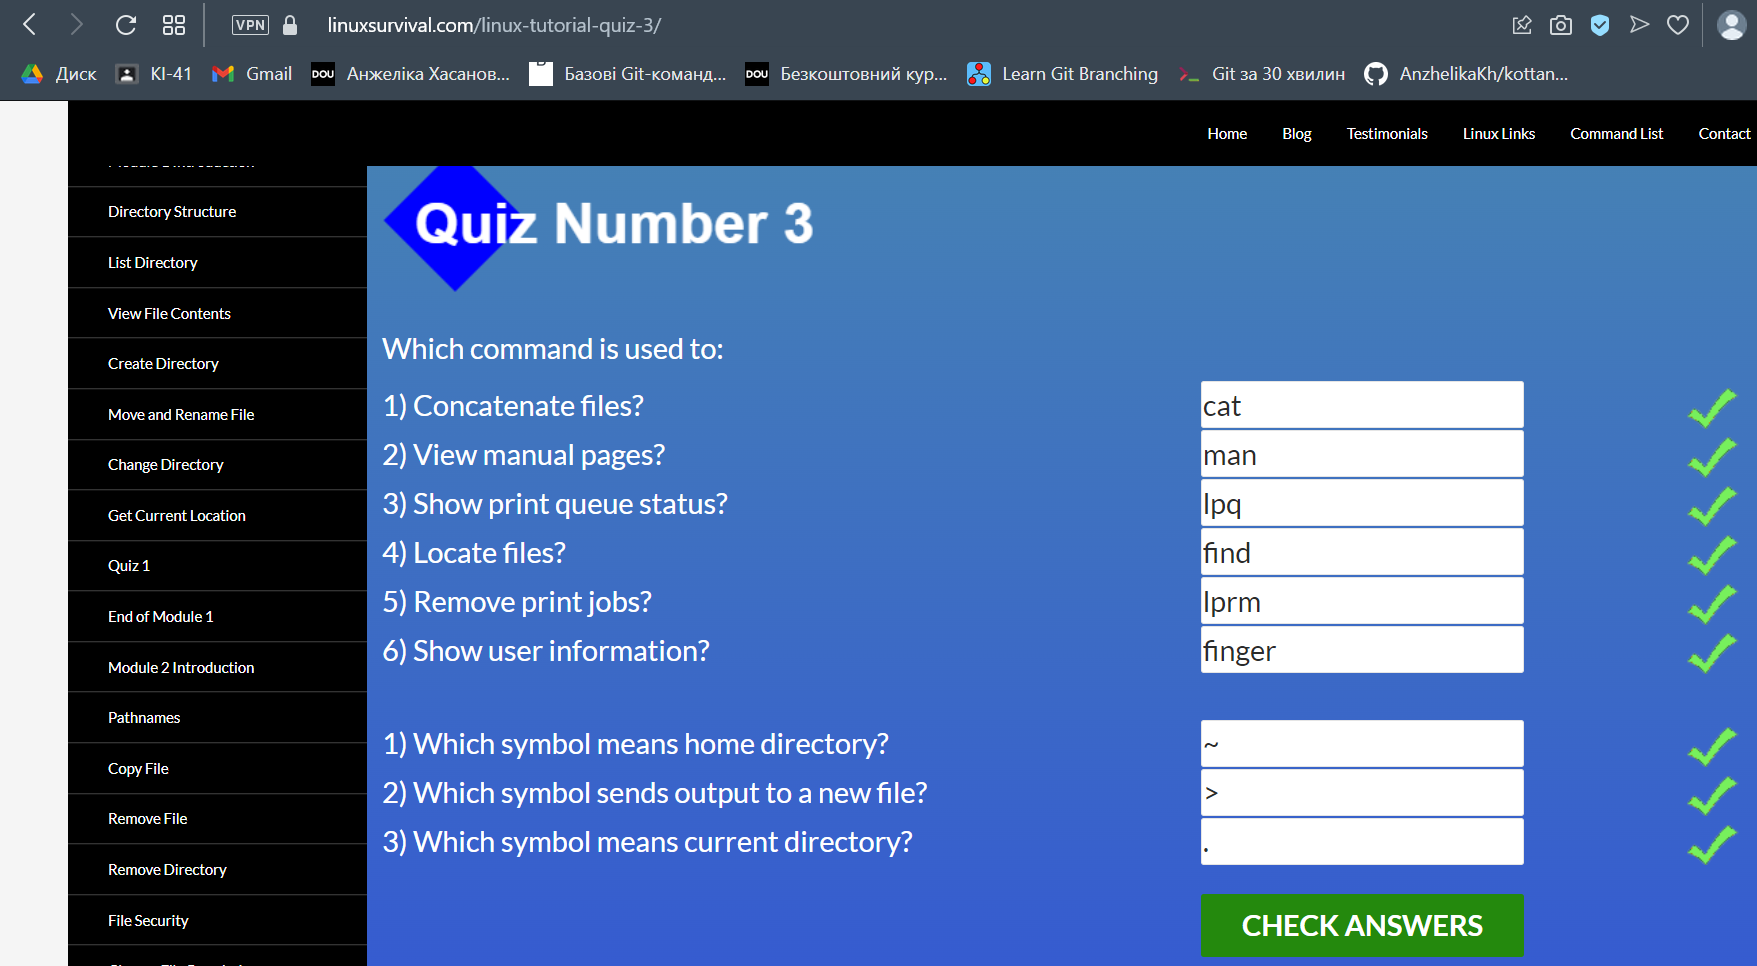 VPN linuxsurvival.com/linux-tutorial-quiz-3/
Диск KI-41 Gmail DOU Анжеліка Хасанов... Базові Git-команд... DOU Безкоштовний кур... Learn Git Branching Git за 30 хвилин AnzhelikaKh/kottan...
Home Blog Testimonials Linux Links Command List Contact
Directory Structure
List Directory
View File Contents
Create Directory
Move and Rename File
Change Directory
Get Current Location
Quiz 1
End of Module 1
Module 2 Introduction
Pathnames
Copy File
Remove File
Remove Directory
File Security
Quiz Number 3
Which command is used to:
1) Concatenate files? cat
2) View manual pages? man
3) Show print queue status? lpq
4) Locate files? find
5) Remove print jobs? lprm
6) Show user information? finger
1) Which symbol means home directory? ~
2) Which symbol sends output to a new file? >
3) Which symbol means current directory? .
CHECK ANSWERS